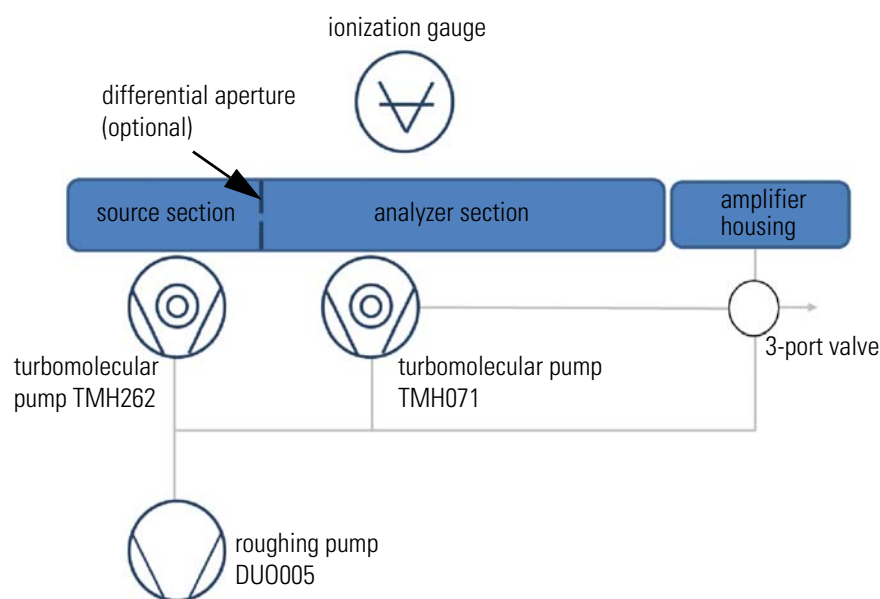 ionization gauge
differential aperture
(optional)
source section
analyzer section
amplifier
housing
3-port valve
turbomolecular
pump TMH262
turbomolecular pump
TMH071
roughing pump
DUO005